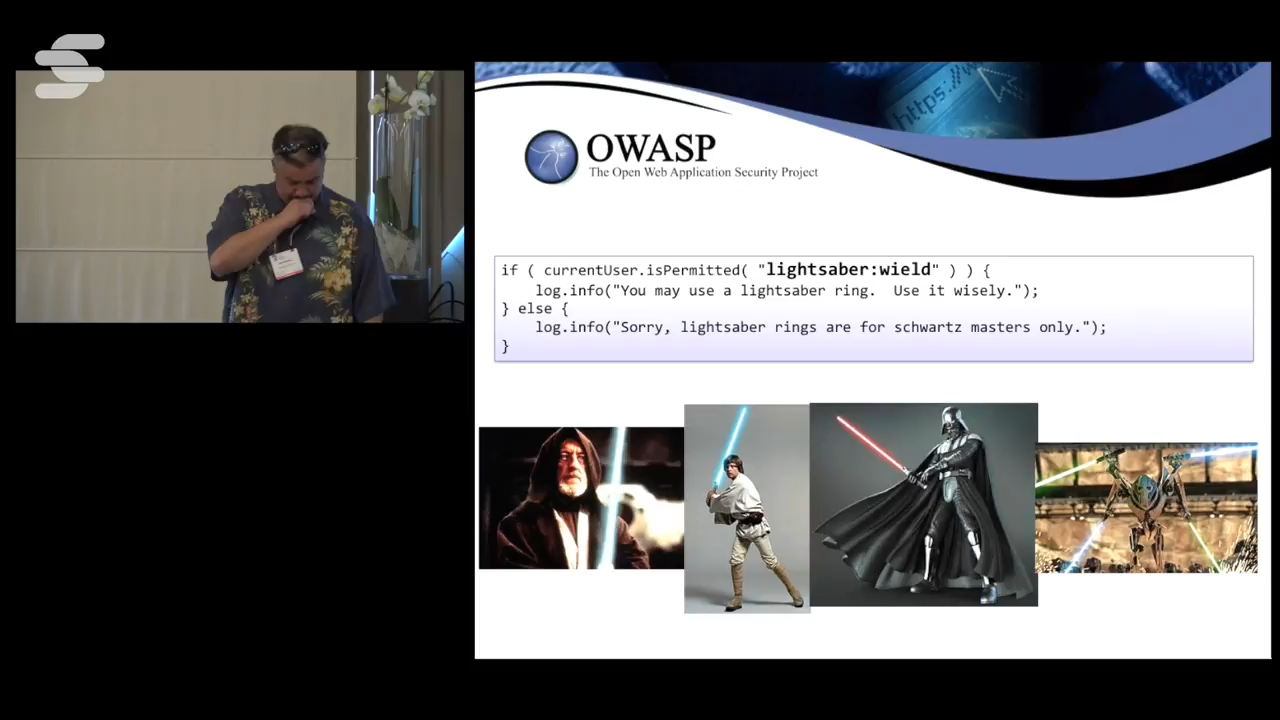 https://w
OWASP
The Open Web Application Security Project
if ( currentUser.isPermitted( "lightsaber:wield" ) ) {
log.info("You may use a lightsaber ring.  Use it wisely.");
} else {
log.info("Sorry, lightsaber rings are for schwartz masters only.");
}